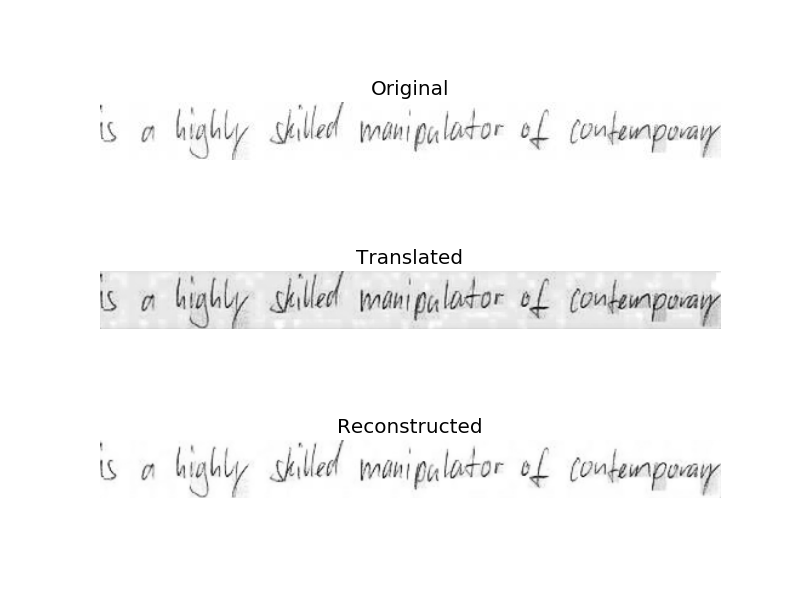 Original
is a highly skilled manipulator of contemporary
Translated
is a highly skilled manipulator of contemporary
Reconstructed
is a highly skilled manipulator of contemporary